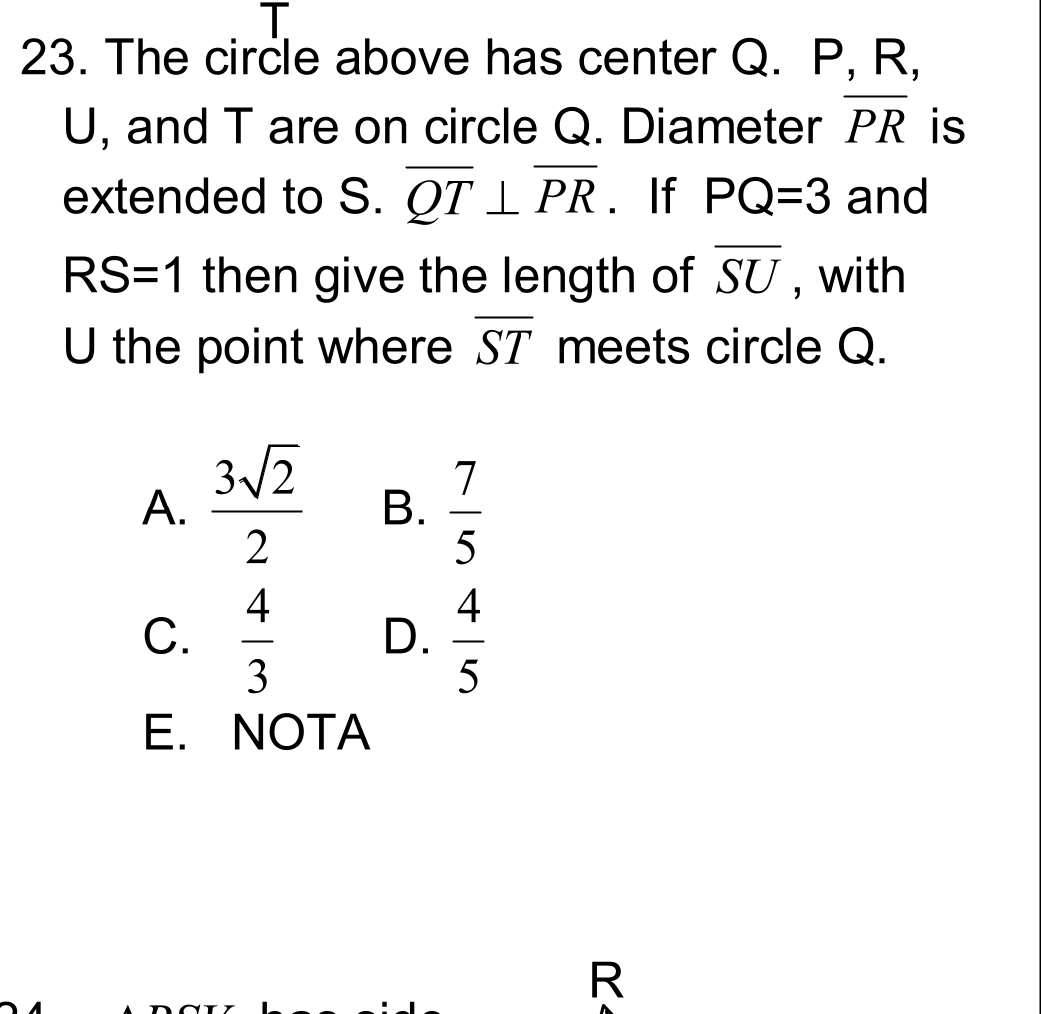 T
23. The circle above has center Q. P, R,
U, and T are on circle Q. Diameter \overline{PR} is
extended to S. \overline{QT} ⊥ \overline{PR}. If PQ=3 and
RS=1 then give the length of \overline{SU}, with
U the point where \overline{ST} meets circle Q.
A. \frac{3\sqrt{2}}{2} B. \frac{7}{5}
C. \frac{4}{3} D. \frac{4}{5}
E. NOTA
R